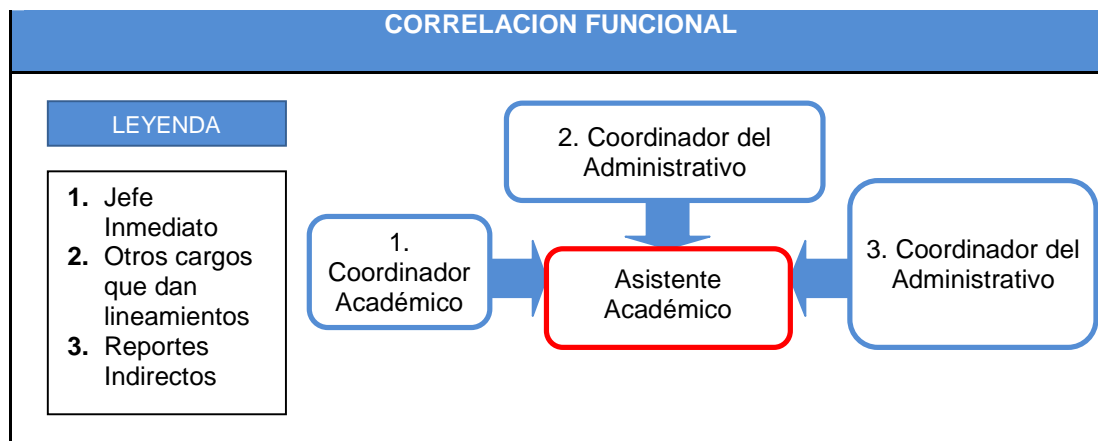 CORRELACION FUNCIONAL
LEYENDA
1. Jefe
Inmediato
2. Otros cargos
que dan
lineamientos
3. Reportes
Indirectos
1.
Coordinador
Académico
2. Coordinador del
Administrativo
Asistente
Académico
3. Coordinador del
Administrativo